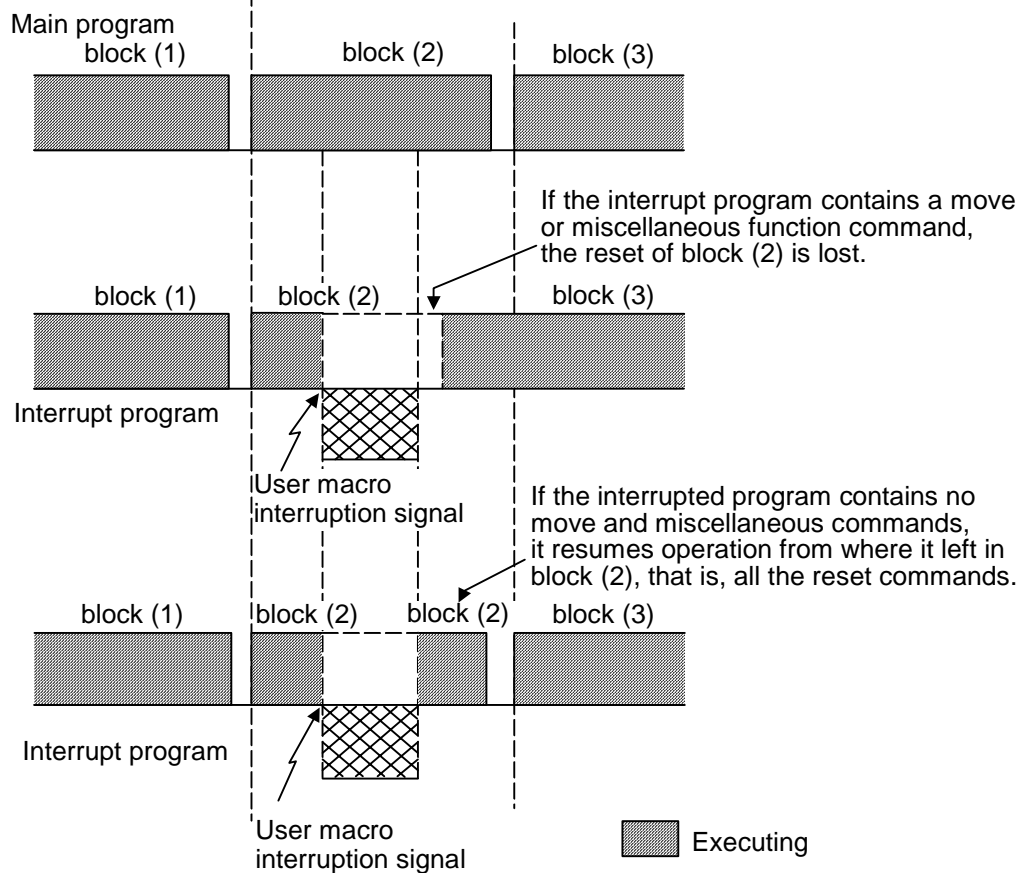 Main program
block (1)
block (2)
block (3)
If the interrupt program contains a move
or miscellaneous function command,
the reset of block (2) is lost.
block (1)
block (2)
block (3)
Interrupt program
User macro
interruption signal
If the interrupted program contains no
move and miscellaneous commands,
it resumes operation from where it left in
block (2), that is, all the reset commands.
block (1)
block (2)
block (2)
block (3)
Interrupt program
User macro
interruption signal
Executing